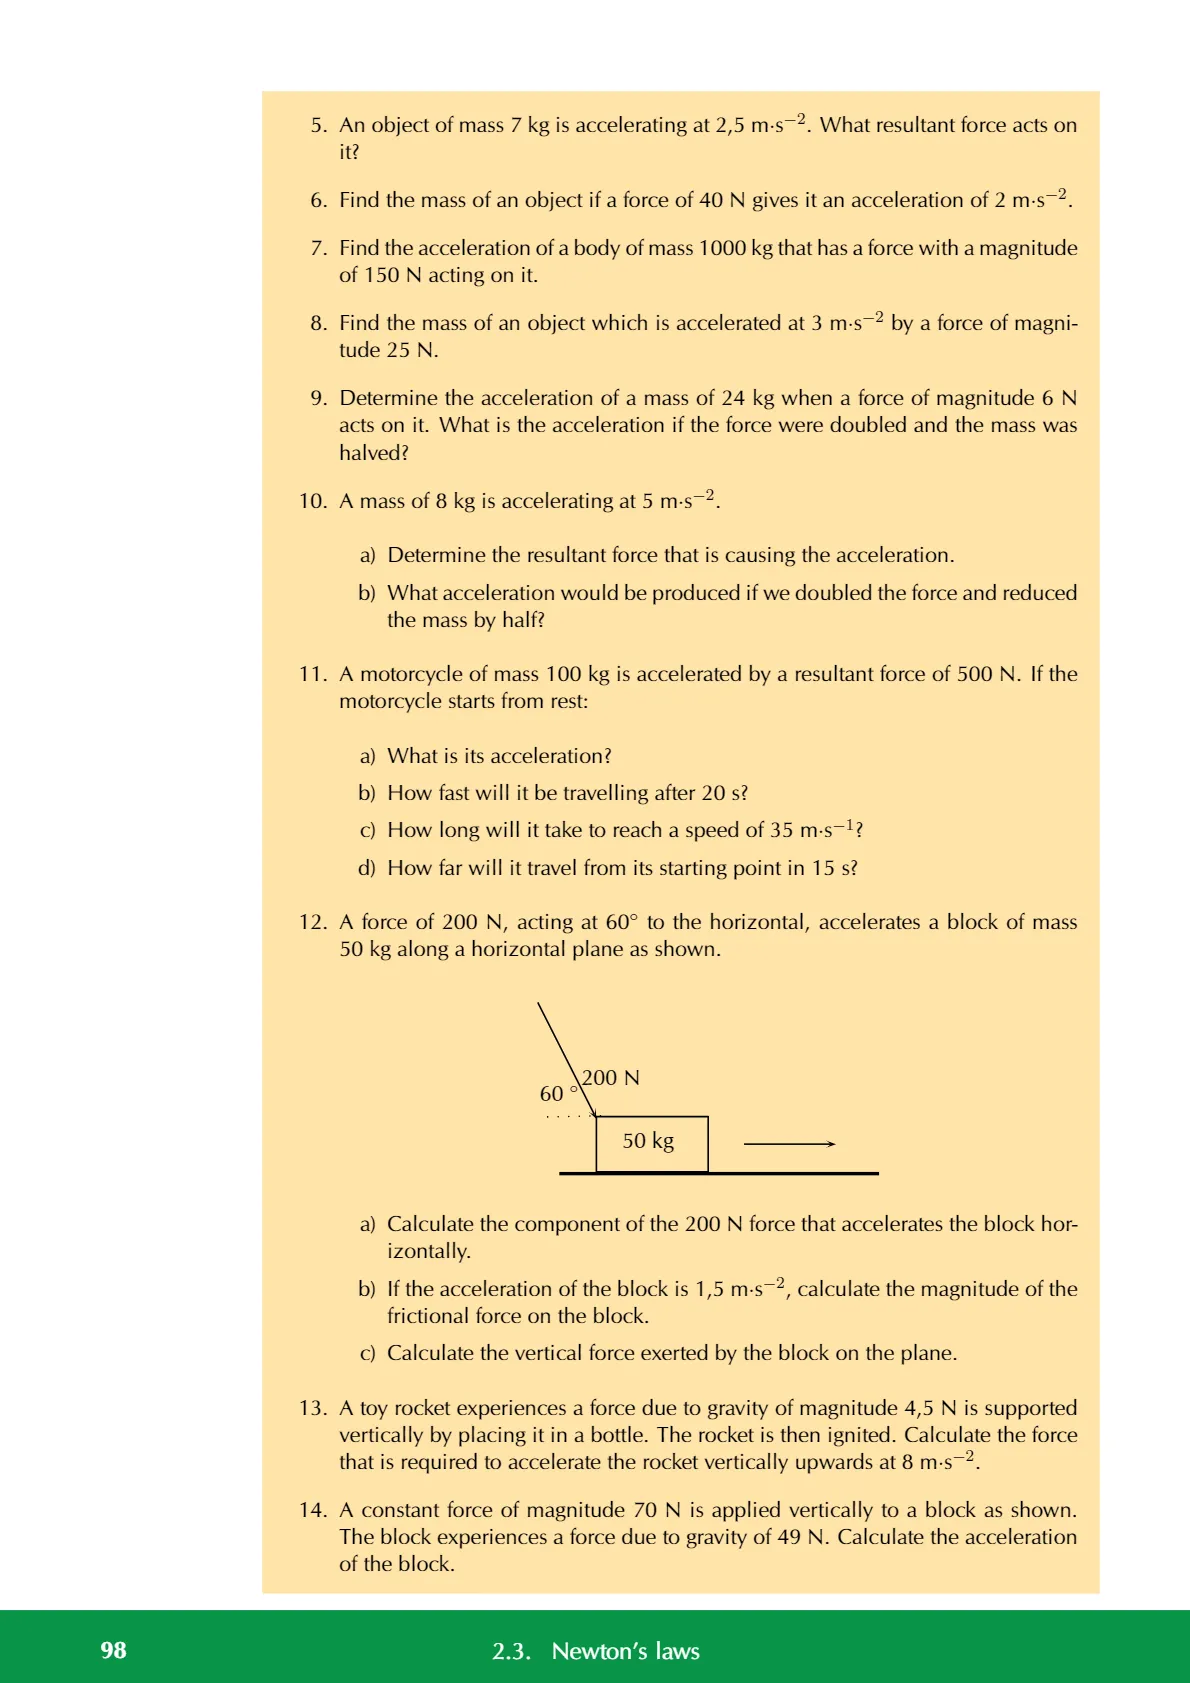 5. An object of mass 7 kg is accelerating at 2,5 m·s⁻². What resultant force acts on
it?
6. Find the mass of an object if a force of 40 N gives it an acceleration of 2 m·s⁻².
7. Find the acceleration of a body of mass 1000 kg that has a force with a magnitude
of 150 N acting on it.
8. Find the mass of an object which is accelerated at 3 m·s⁻² by a force of magni-
tude 25 N.
9. Determine the acceleration of a mass of 24 kg when a force of magnitude 6 N
acts on it. What is the acceleration if the force were doubled and the mass was
halved?
10. A mass of 8 kg is accelerating at 5 m·s⁻².
a) Determine the resultant force that is causing the acceleration.
b) What acceleration would be produced if we doubled the force and reduced
the mass by half?
11. A motorcycle of mass 100 kg is accelerated by a resultant force of 500 N. If the
motorcycle starts from rest:
a) What is its acceleration?
b) How fast will it be travelling after 20 s?
c) How long will it take to reach a speed of 35 m·s⁻¹?
d) How far will it travel from its starting point in 15 s?
12. A force of 200 N, acting at 60° to the horizontal, accelerates a block of mass
50 kg along a horizontal plane as shown.
200 N
60 °
50 kg
a) Calculate the component of the 200 N force that accelerates the block hor-
izontally.
b) If the acceleration of the block is 1,5 m·s⁻², calculate the magnitude of the
frictional force on the block.
c) Calculate the vertical force exerted by the block on the plane.
13. A toy rocket experiences a force due to gravity of magnitude 4,5 N is supported
vertically by placing it in a bottle. The rocket is then ignited. Calculate the force
that is required to accelerate the rocket vertically upwards at 8 m·s⁻².
14. A constant force of magnitude 70 N is applied vertically to a block as shown.
The block experiences a force due to gravity of 49 N. Calculate the acceleration
of the block.
98 2.3. Newton's laws